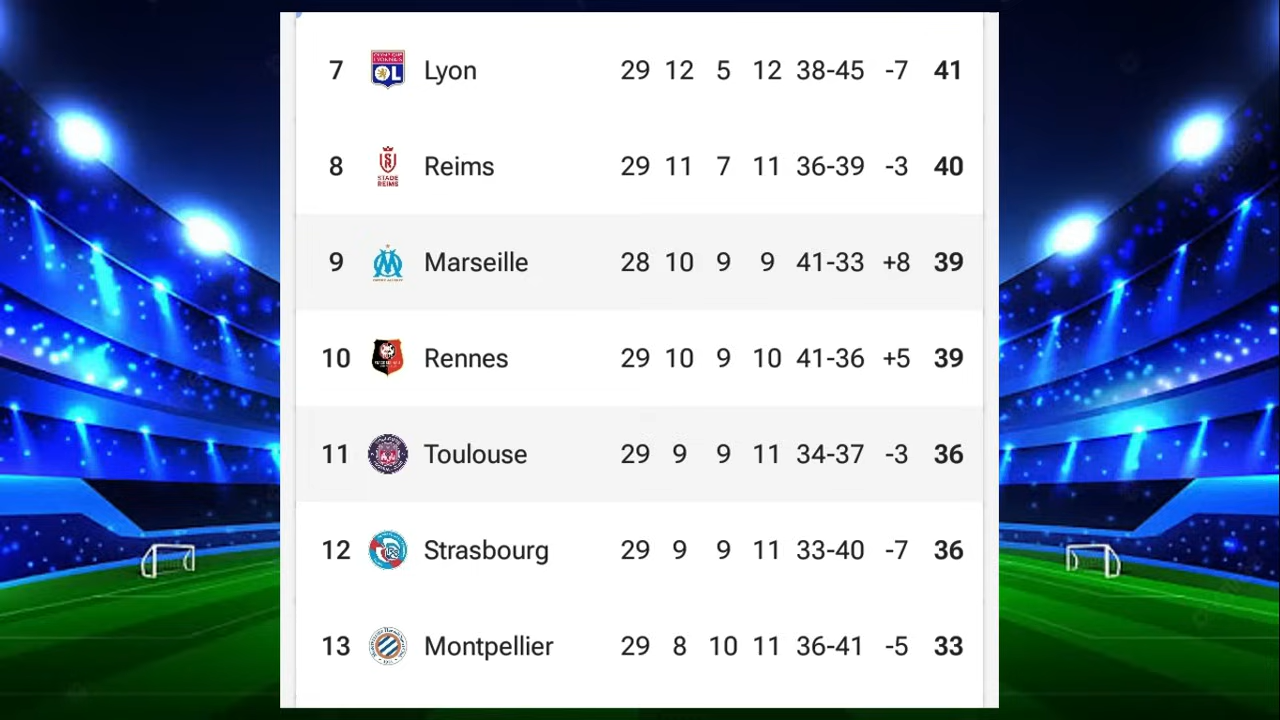 7 OL Lyon 29 12 5 12 38-45 -7 41
8 STADE REIMS Reims 29 11 7 11 36-39 -3 40
9 Marseille 28 10 9 9 41-33 +8 39
10 Rennes 29 10 9 10 41-36 +5 39
11 Toulouse 29 9 9 11 34-37 -3 36
12 Strasbourg 29 9 9 11 33-40 -7 36
13 Montpellier 29 8 10 11 36-41 -5 33